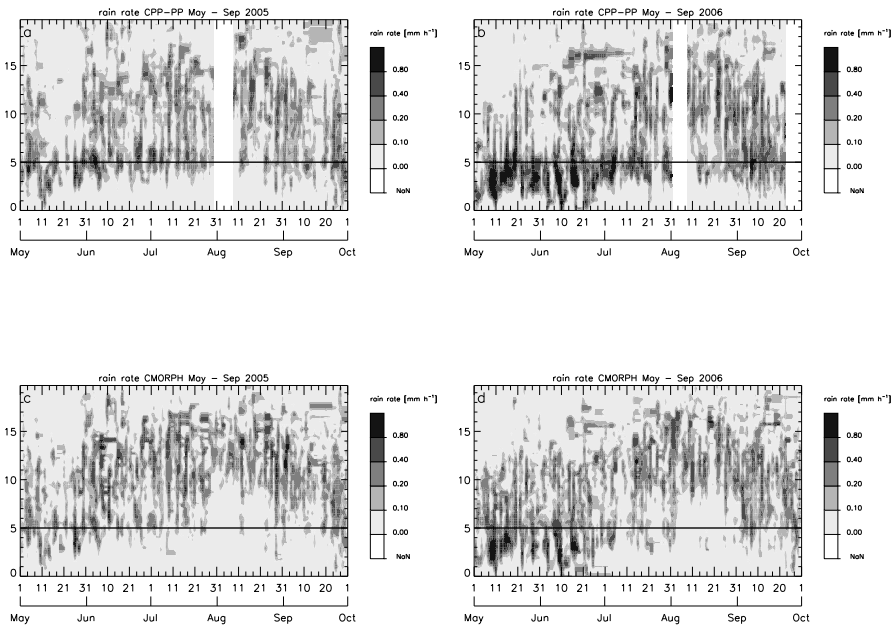 rain rate CPP-PP May - Sep 2005
a
15
10
5
0
1 11 21 31 10 21 1 11 21 31 11 21 31 10 20 1
May Jun Jul Aug Sep Oct
rain rate [mm h⁻¹]
0.80
0.40
0.20
0.10
0.00
NaN
rain rate CPP-PP May - Sep 2006
b
15
10
5
0
1 11 21 31 10 21 1 11 21 31 11 21 31 10 20 1
May Jun Jul Aug Sep Oct
rain rate [mm h⁻¹]
0.80
0.40
0.20
0.10
0.00
NaN
rain rate CMORPH May - Sep 2005
c
15
10
5
0
1 11 21 31 10 21 1 11 21 31 11 21 31 10 20 1
May Jun Jul Aug Sep Oct
rain rate [mm h⁻¹]
0.80
0.40
0.20
0.10
0.00
NaN
rain rate CMORPH May - Sep 2006
d
15
10
5
0
1 11 21 31 10 20 1 11 21 31 11 21 31 10 20 1
May Jun Jul Aug Sep Oct
rain rate [mm h⁻¹]
0.80
0.40
0.20
0.10
0.00
NaN